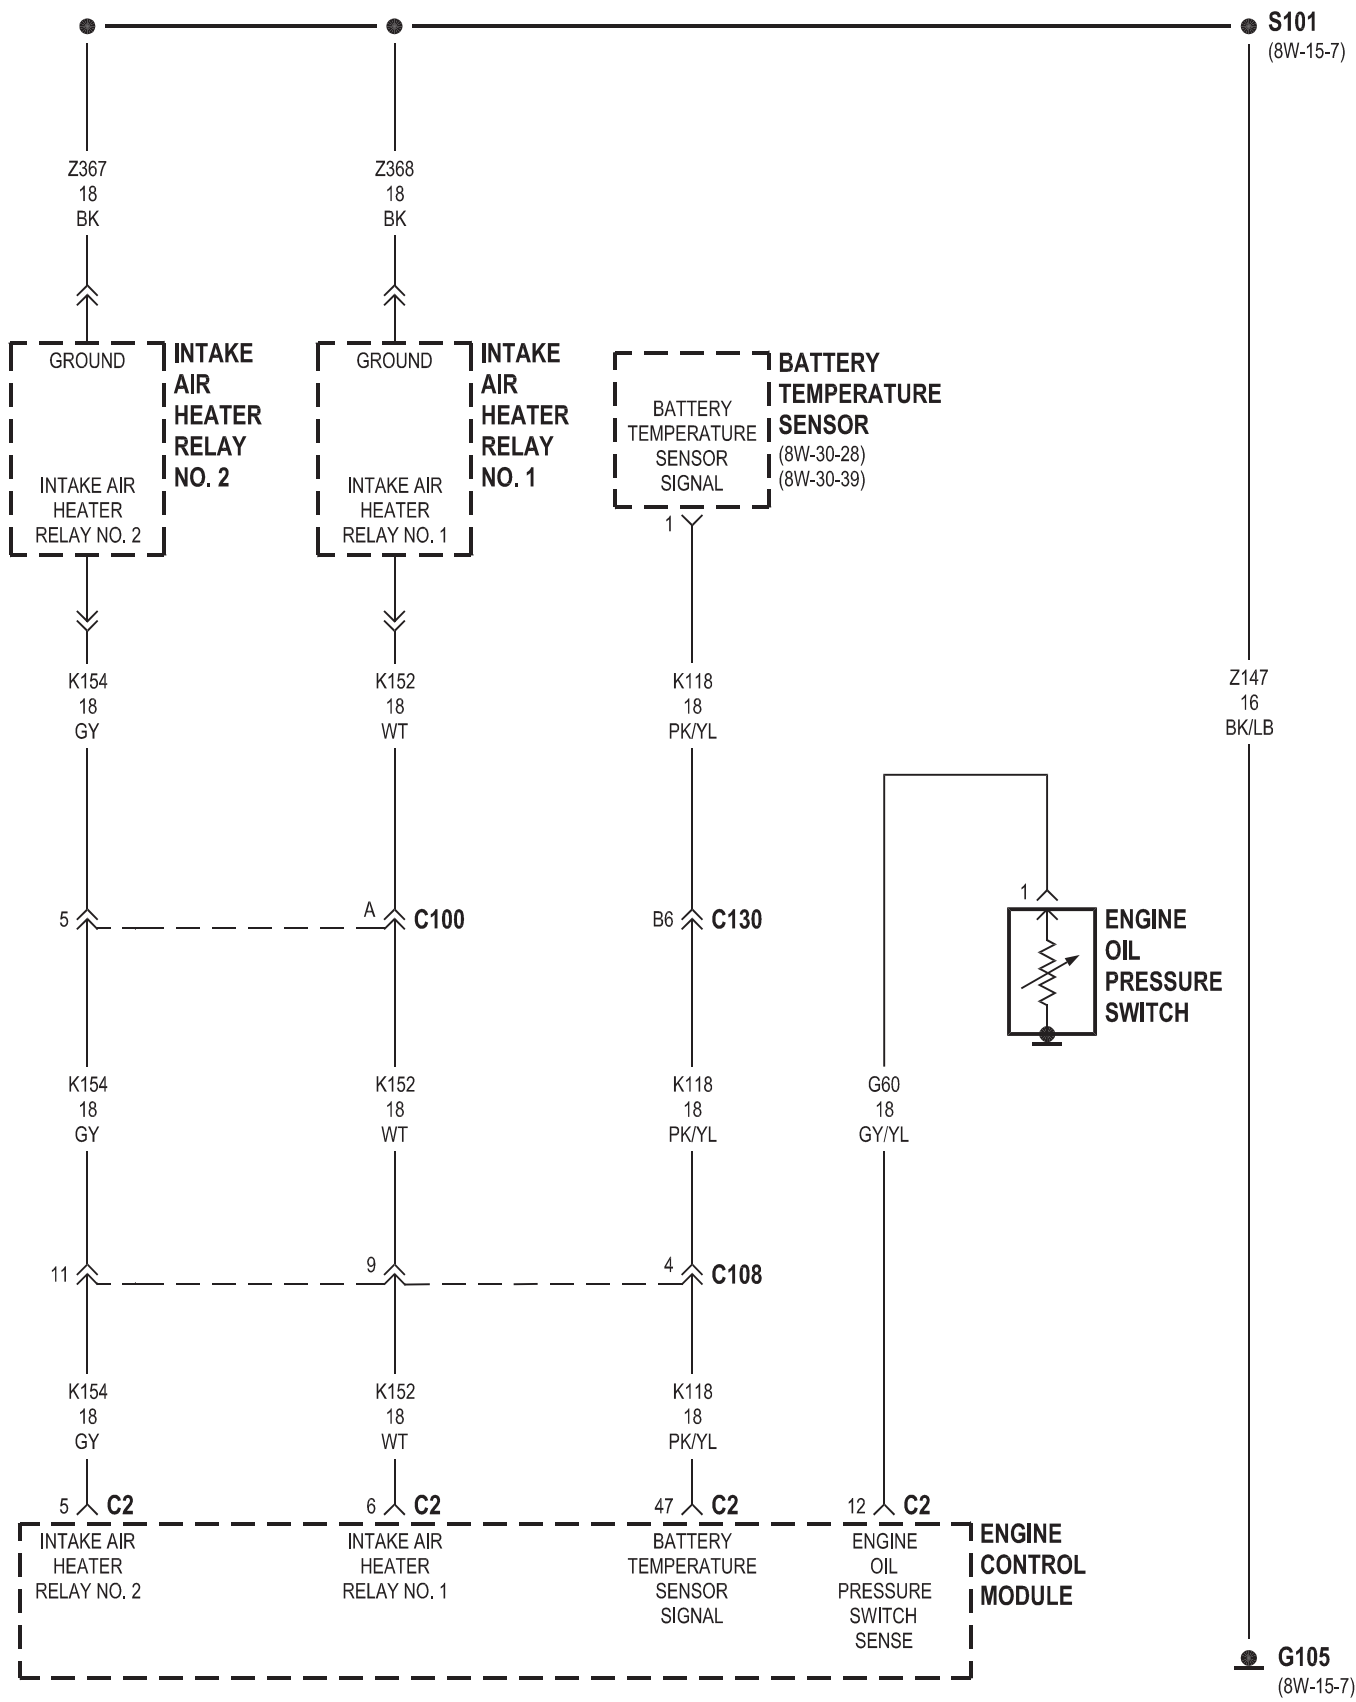 S101
(8W-15-7)
Z367
18
BK
Z368
18
BK
GROUND
INTAKE AIR
HEATER
RELAY NO. 2
INTAKE
AIR
HEATER
RELAY
NO. 2
GROUND
INTAKE AIR
HEATER
RELAY NO. 1
INTAKE
AIR
HEATER
RELAY
NO. 1
BATTERY
TEMPERATURE
SENSOR
SIGNAL
BATTERY
TEMPERATURE
SENSOR
(8W-30-28)
(8W-30-39)
1
K154
18
GY
K152
18
WT
K118
18
PK/YL
Z147
16
BK/LB
5
A
C100
B6
C130
1
ENGINE
OIL
PRESSURE
SWITCH
K154
18
GY
K152
18
WT
K118
18
PK/YL
G60
18
GY/YL
11
9
4
C108
K154
18
GY
K152
18
WT
K118
18
PK/YL
5
C2
6
C2
47
C2
12
C2
INTAKE AIR
HEATER
RELAY NO. 2
INTAKE AIR
HEATER
RELAY NO. 1
BATTERY
TEMPERATURE
SENSOR
SIGNAL
ENGINE
OIL
PRESSURE
SWITCH
SENSE
ENGINE
CONTROL
MODULE
G105
(8W-15-7)